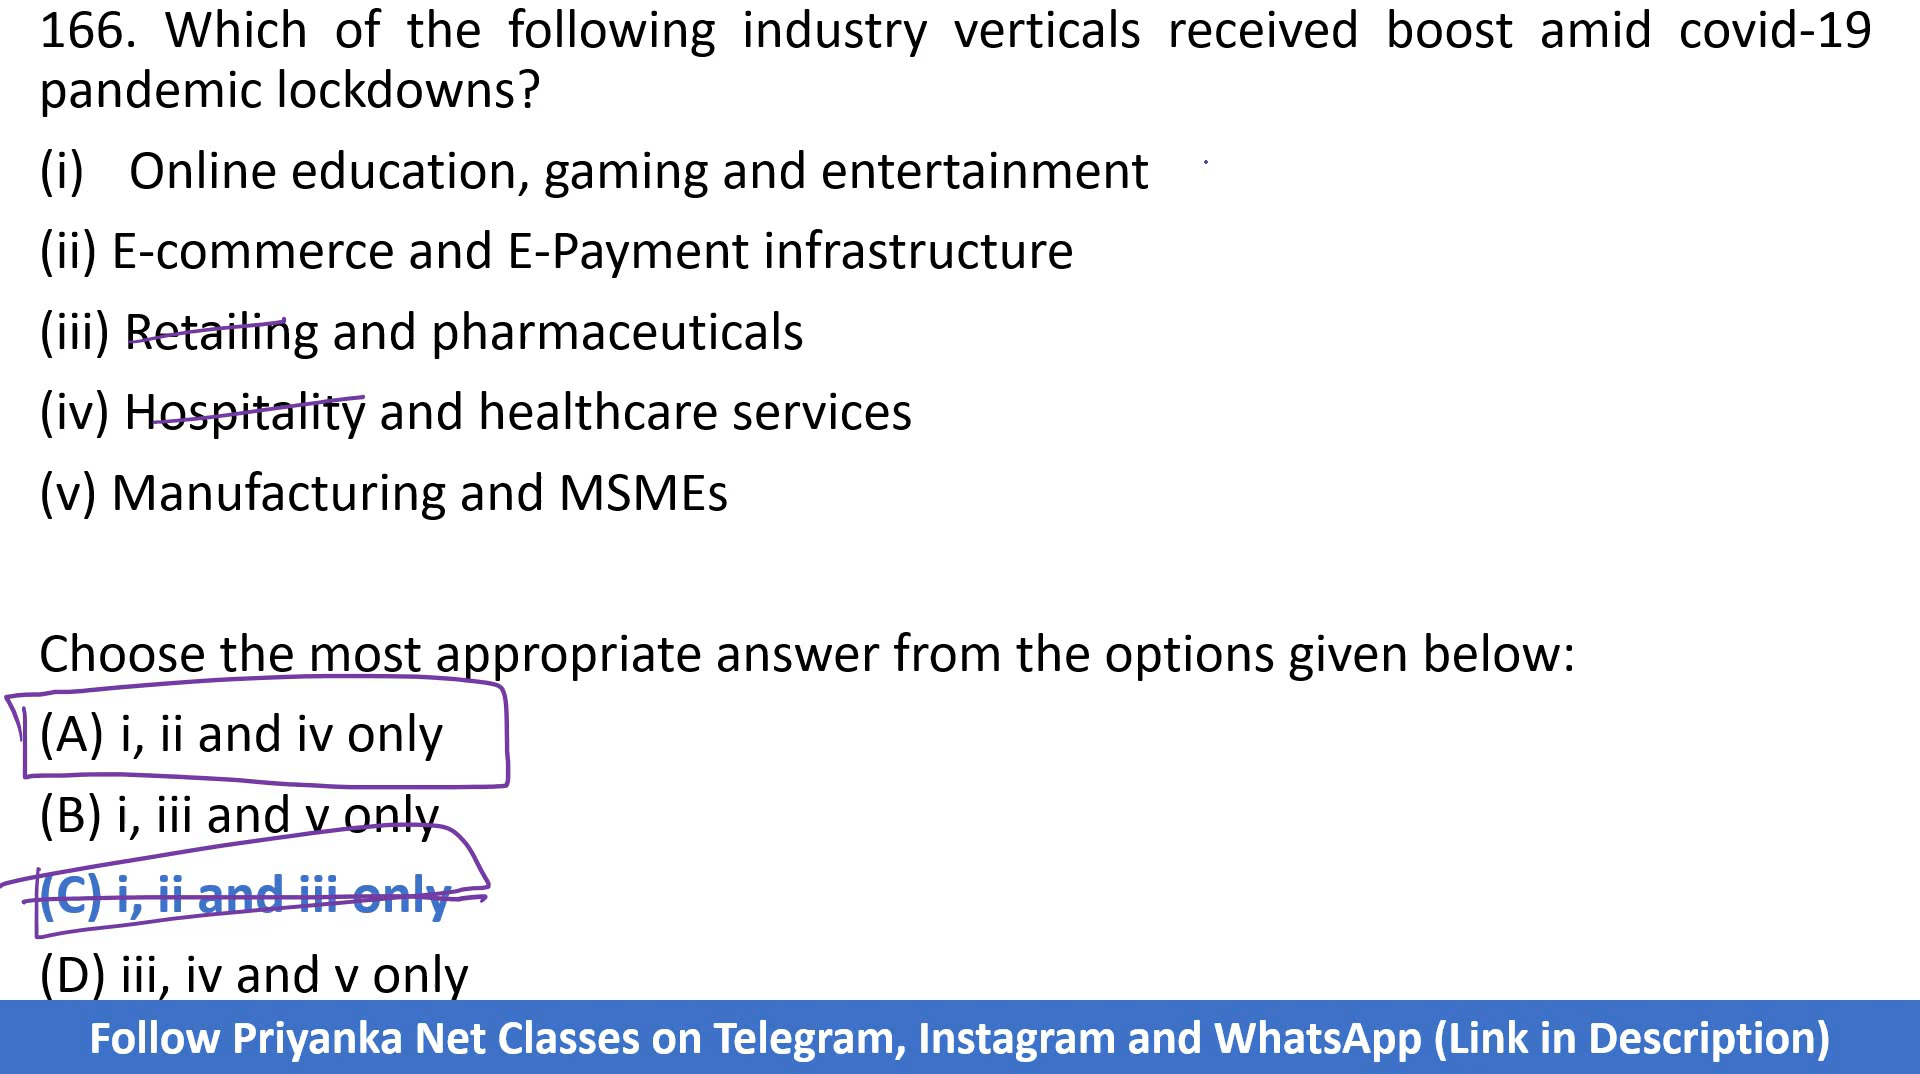 166. Which of the following industry verticals received boost amid covid-19
pandemic lockdowns?
(i) Online education, gaming and entertainment
(ii) E-commerce and E-Payment infrastructure
(iii) Retailing and pharmaceuticals
(iv) Hospitality and healthcare services
(v) Manufacturing and MSMEs
Choose the most appropriate answer from the options given below:
(A) i, ii and iv only
(B) i, iii and v only
(C) i, ii and iii only
(D) iii, iv and v only
Follow Priyanka Net Classes on Telegram, Instagram and WhatsApp (Link in Description)